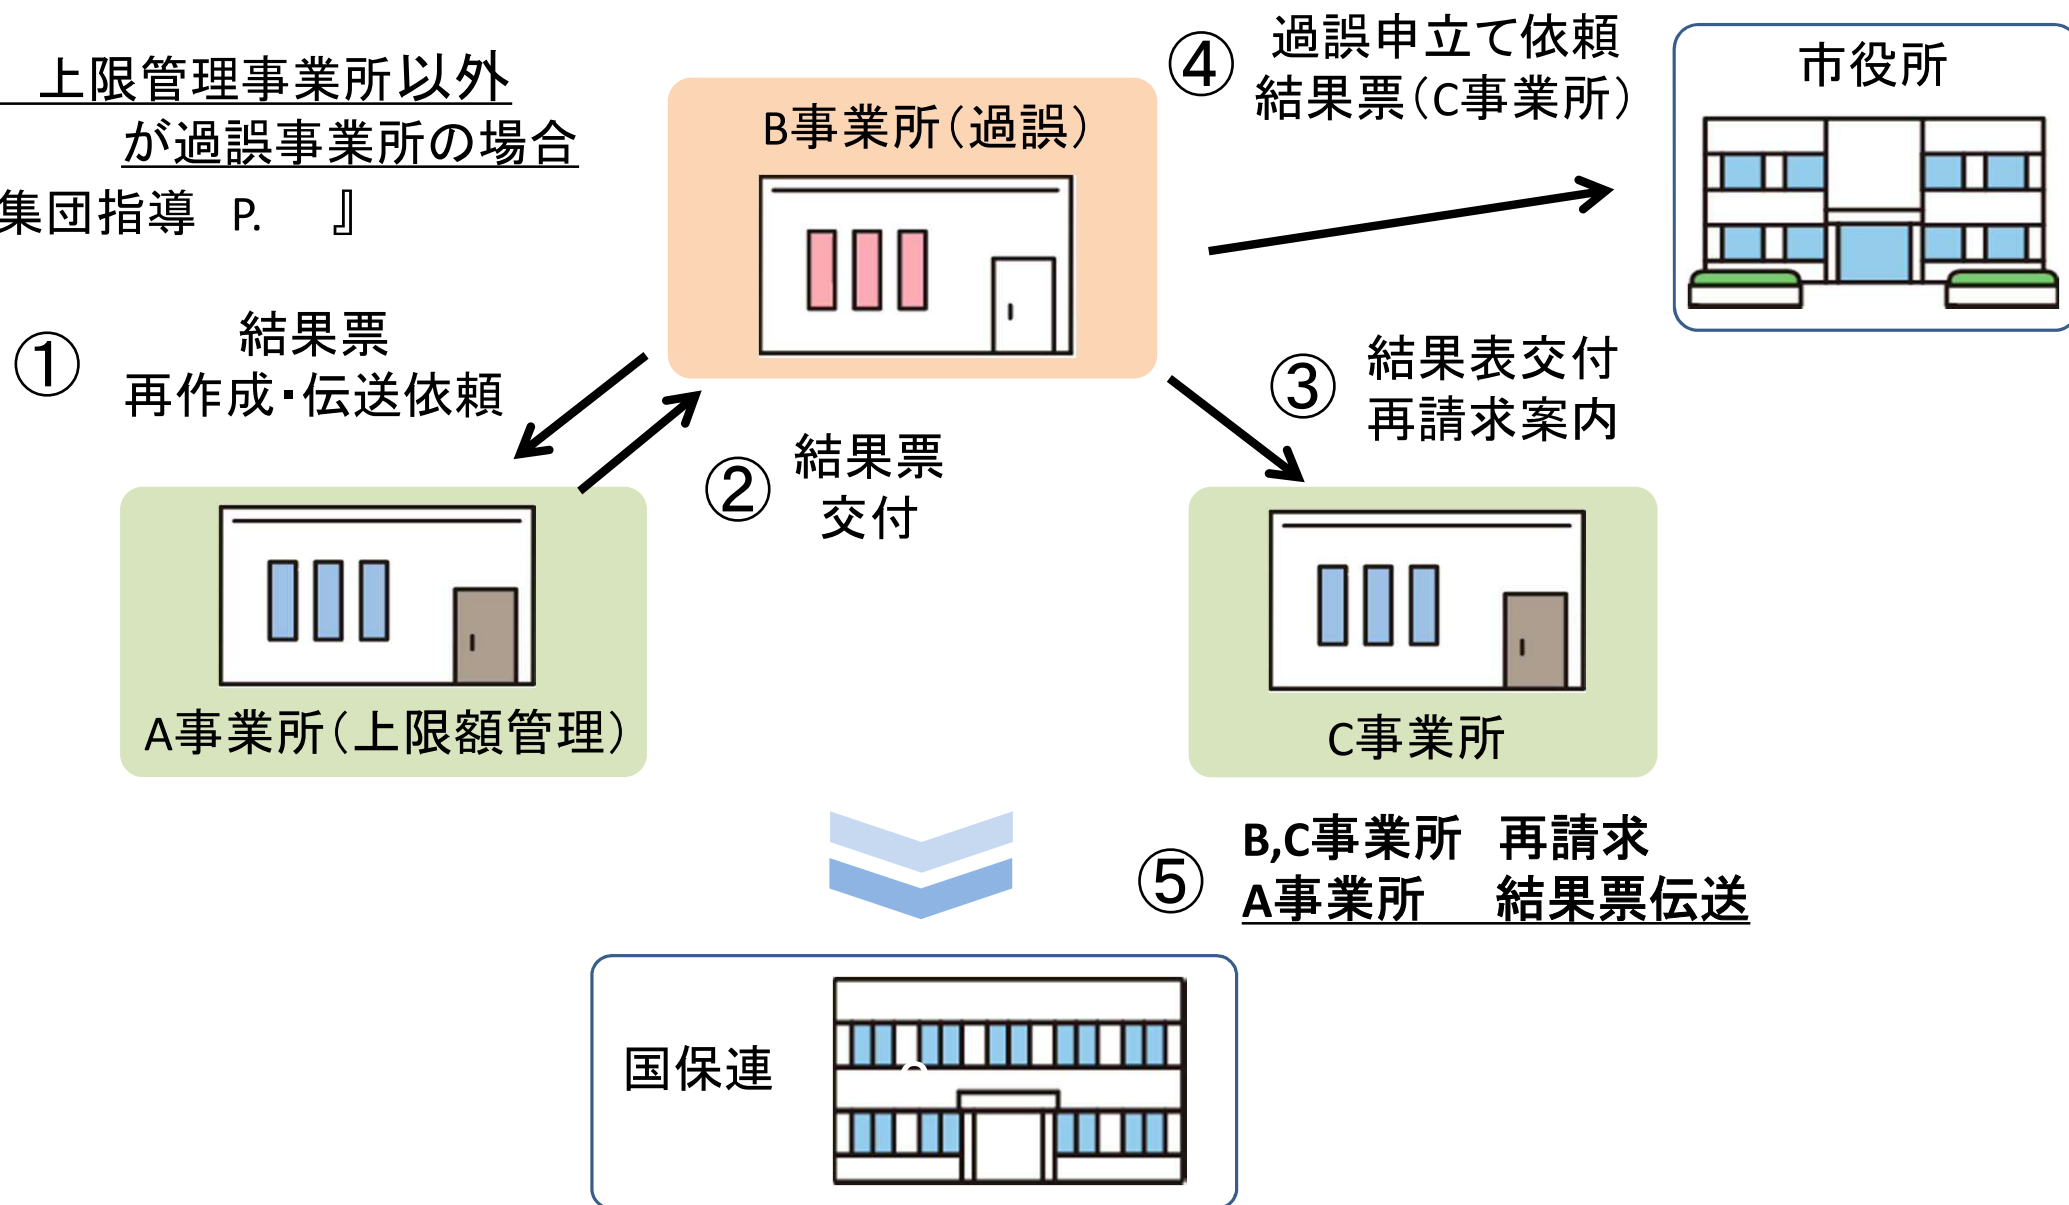 上限管理事業所以外
が過誤事業所の場合
集団指導 P. 』
B事業所(過誤)
④
過誤申立て依頼
結果票(C事業所)
市役所
①
結果票
再作成・伝送依頼
②
結果票
交付
③
結果表交付
再請求案内
A事業所(上限額管理)
C事業所
⑤
B,C事業所 再請求
A事業所 結果票伝送
国保連